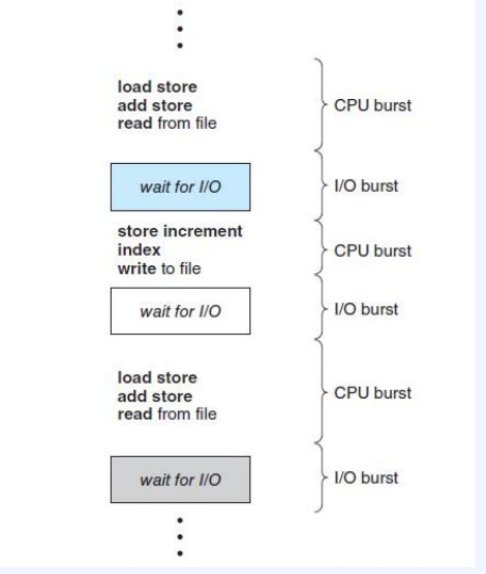 load store
add store
read from file
CPU burst
wait for I/O
I/O burst
store increment
index
write to file
CPU burst
wait for I/O
I/O burst
load store
add store
read from file
CPU burst
wait for I/O
I/O burst